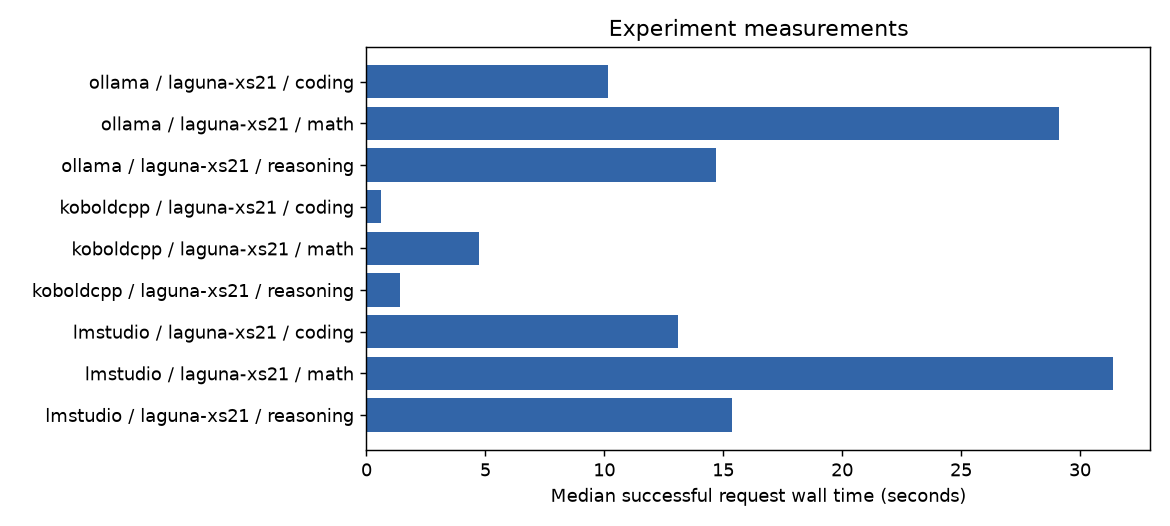 Experiment measurements
ollama / laguna-xs21 / coding
ollama / laguna-xs21 / math
ollama / laguna-xs21 / reasoning
koboldcpp / laguna-xs21 / coding
koboldcpp / laguna-xs21 / math
koboldcpp / laguna-xs21 / reasoning
lmstudio / laguna-xs21 / coding
lmstudio / laguna-xs21 / math
lmstudio / laguna-xs21 / reasoning
0 5 10 15 20 25 30
Median successful request wall time (seconds)